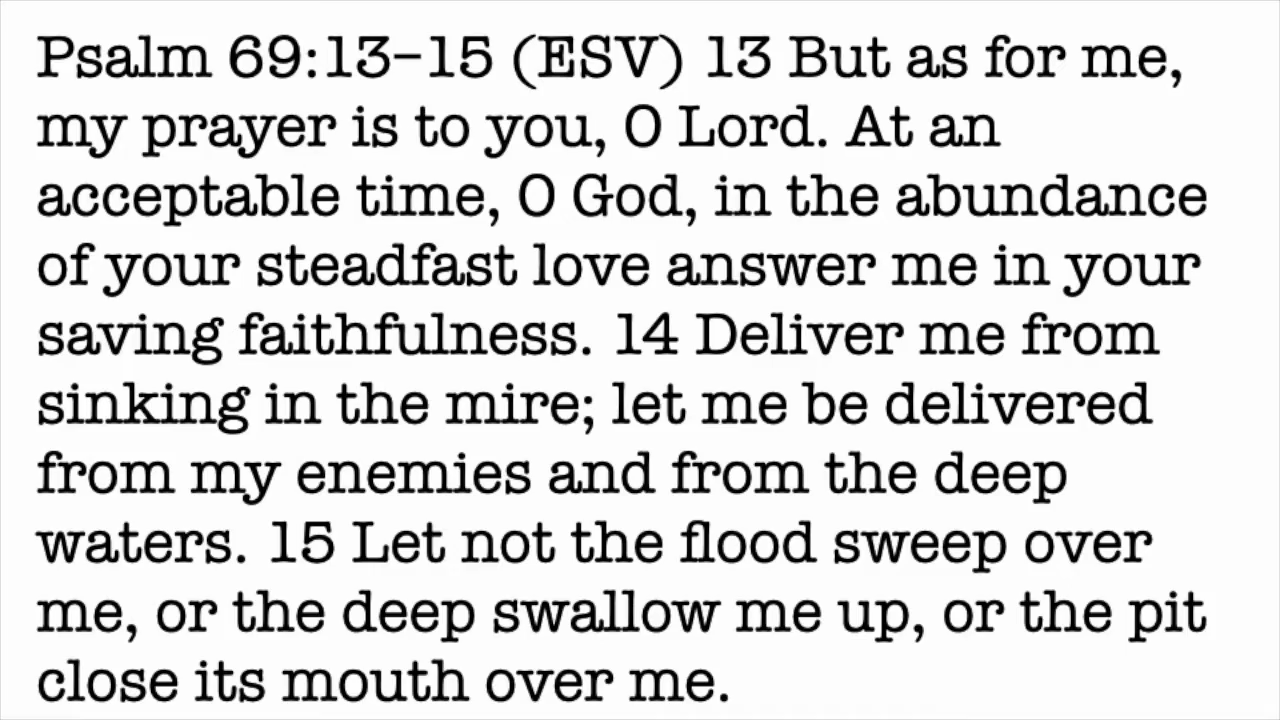 Psalm 69:13–15 (ESV) 13 But as for me,
my prayer is to you, O Lord. At an
acceptable time, O God, in the abundance
of your steadfast love answer me in your
saving faithfulness. 14 Deliver me from
sinking in the mire; let me be delivered
from my enemies and from the deep
waters. 15 Let not the flood sweep over
me, or the deep swallow me up, or the pit
close its mouth over me.